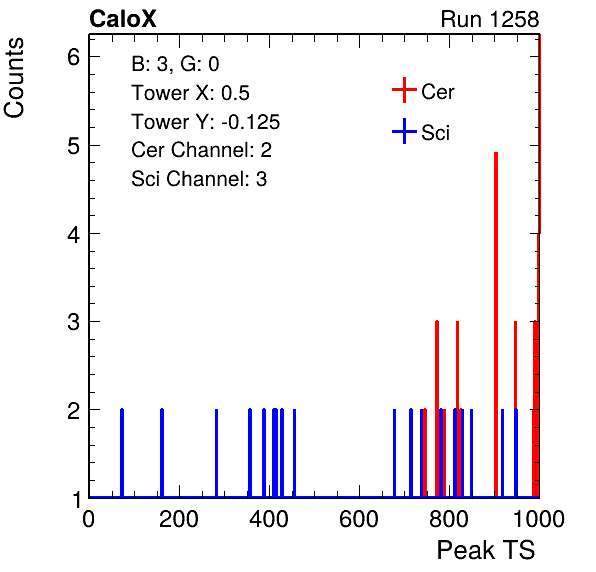 CaloX Run 1258
Counts
B: 3, G: 0
Tower X: 0.5
Tower Y: -0.125
Cer Channel: 2
Sci Channel: 3
Cer
Sci
6
5
4
3
2
1
0 200 400 600 800 1000
Peak TS